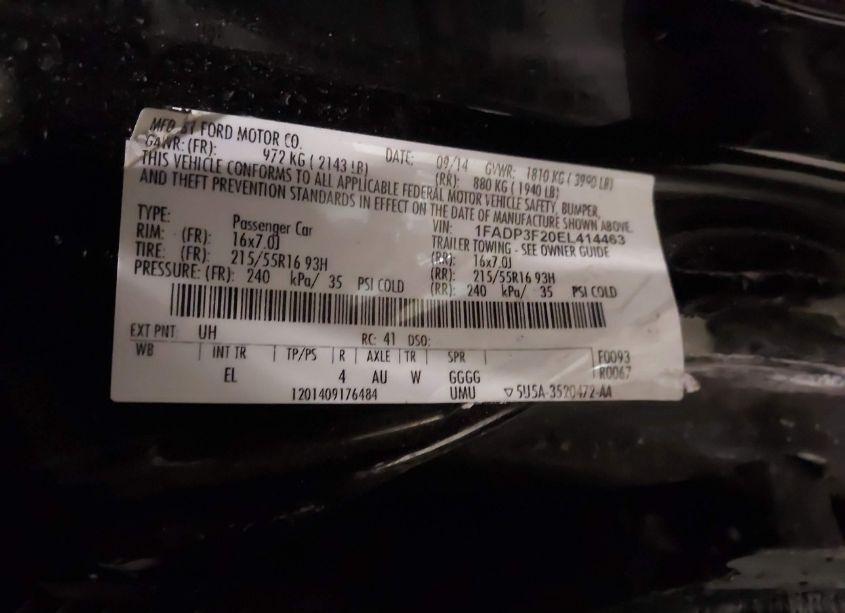 MFD BY FORD MOTOR CO.
DATE: 09/14 GVWR: 1810 KG ( 3990 LB)
GAWR: (FR): 972 KG ( 2143 LB) (RR): 880 KG ( 1940 LB)
THIS VEHICLE CONFORMS TO ALL APPLICABLE FEDERAL MOTOR VEHICLE SAFETY, BUMPER,
AND THEFT PREVENTION STANDARDS IN EFFECT ON THE DATE OF MANUFACTURE SHOWN ABOVE.
VIN: 1FADP3F20EL414463
TYPE: Passenger Car TRAILER TOWING - SEE OWNER GUIDE
RIM: (FR): 16x7.0J (RR): 16x7.0J
TIRE: (FR): 215/55R16 93H (RR): 215/55R16 93H
PRESSURE: (FR): 240 kPa/ 35 PSI COLD (RR): 240 kPa/ 35 PSI COLD
EXT PNT: UH RC: 41 DSO: F0093
WB INT TR TP/PS R AXLE TR SPR R0067
EL 4 AU W GGGG
1201409176484 UMU ▽ 5U5A-3520472-AA